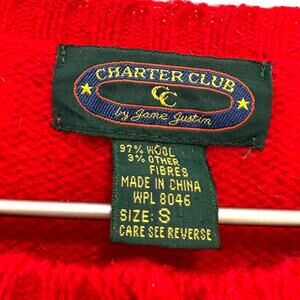 CHARTER CLUB
CC
by Jane Justin
97% WOOL
3% OTHER
FIBRES
MADE IN CHINA
WPL 8046
SIZE: S
CARE SEE REVERSE